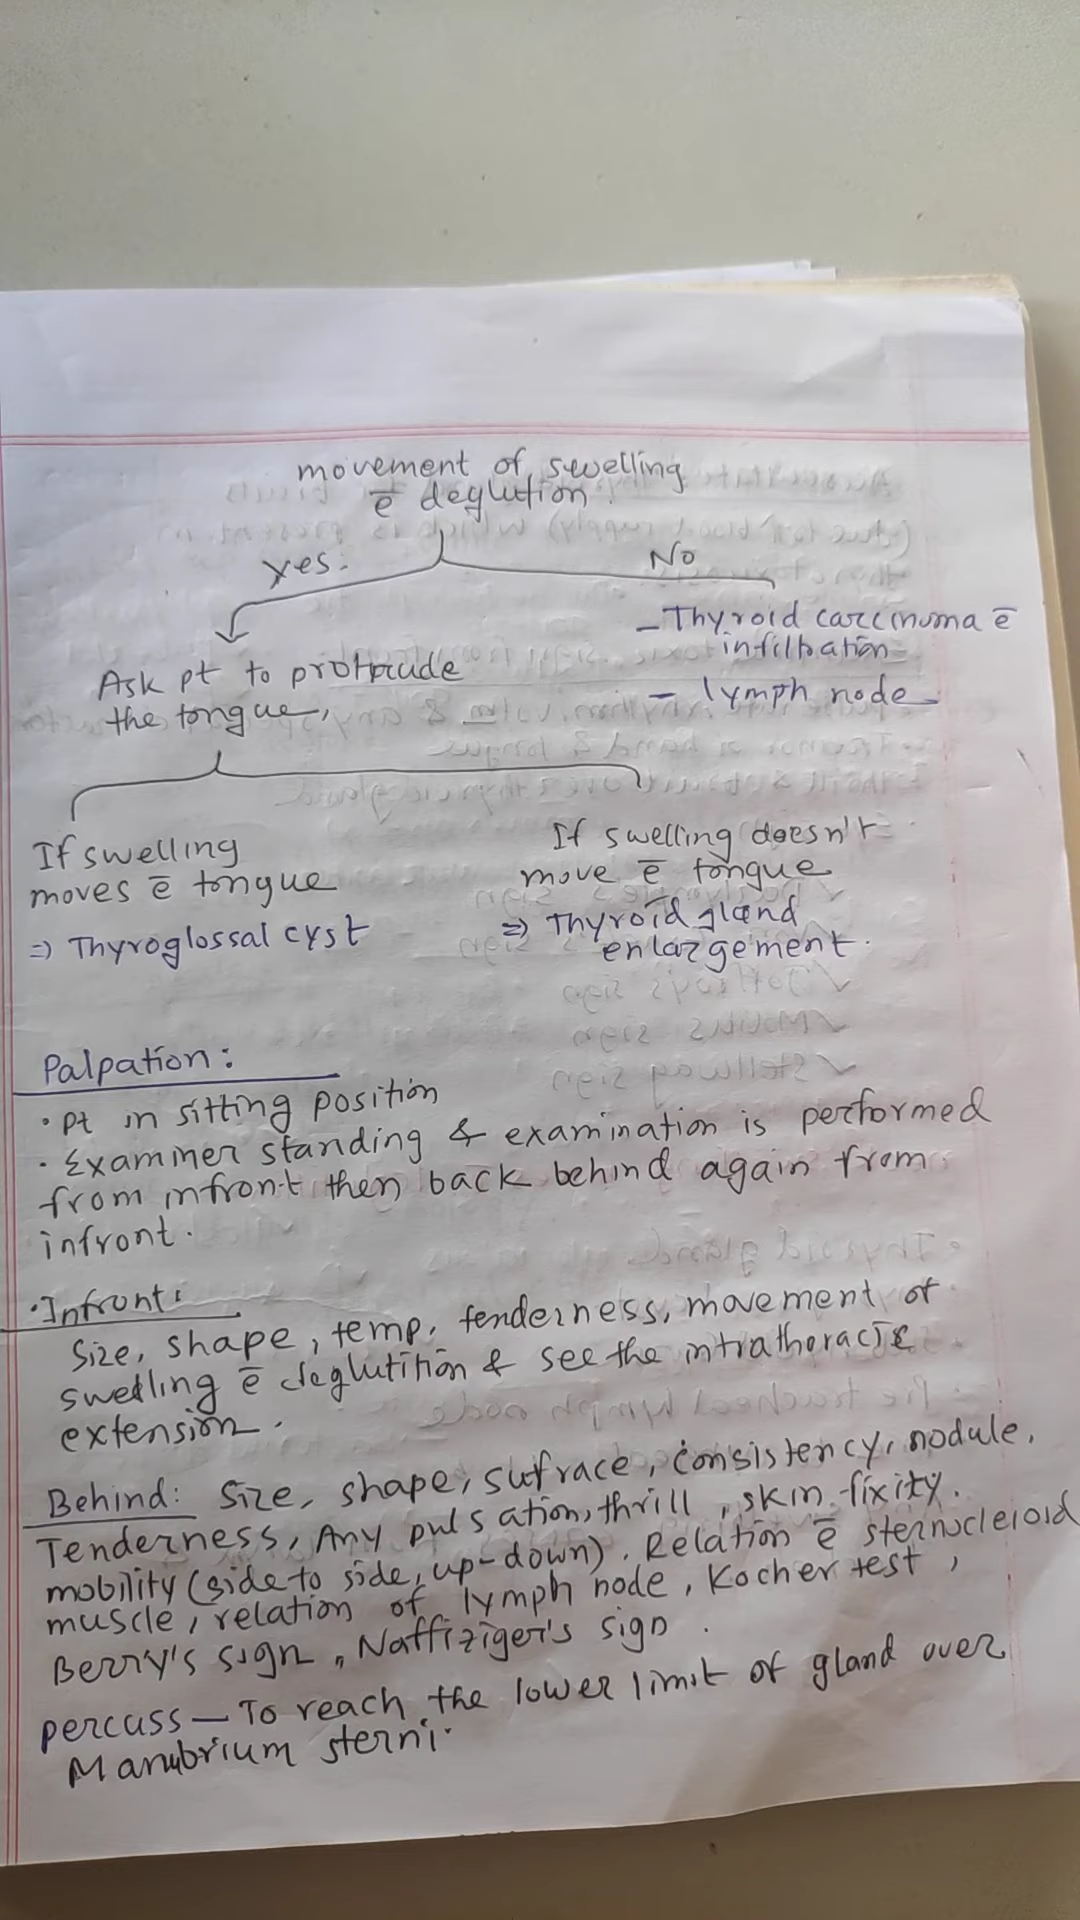 movement of swelling
ē deglution.
Yes.
No
- Thyroid carcinuma ē
infiltration
- lymph node
Ask pt to protrude
the tongue,
If swelling
moves ē tongue
⇒ Thyroglossal cyst
If swelling doesn't
move ē tongue
⇒ Thyroid gland
enlargement.
Palpation:
• Pt in sitting position
• Examiner standing & examination is performed
from infront then back behind again from
infront.
• Infront:
Size, shape, temp, tenderness, movement of
swelling ē deglutition & see the intrathoracic
extension.
Behind: Size, shape, surface, consistency, nodule,
Tenderness, Any pulsation, thrill, skin fixity.
mobility (side to side, up-down). Relation ē sternocleioid
muscle, relation of lymph node, Kocher test,
Berry's sign, Naffiziger's sign.
percuss — To reach the lower limit of gland over
Manubrium sterni.